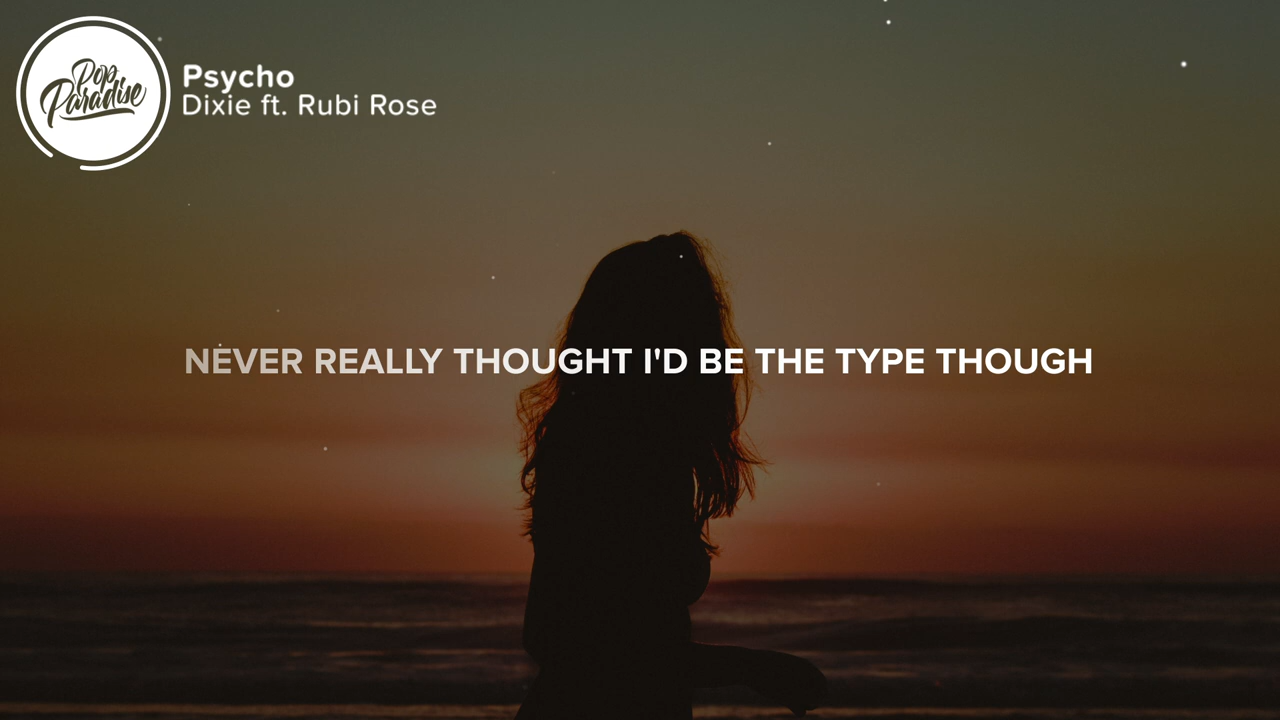 Pop
Paradise
Psycho
Dixie ft. Rubi Rose
NEVER REALLY THOUGHT I'D BE THE TYPE THOUGH